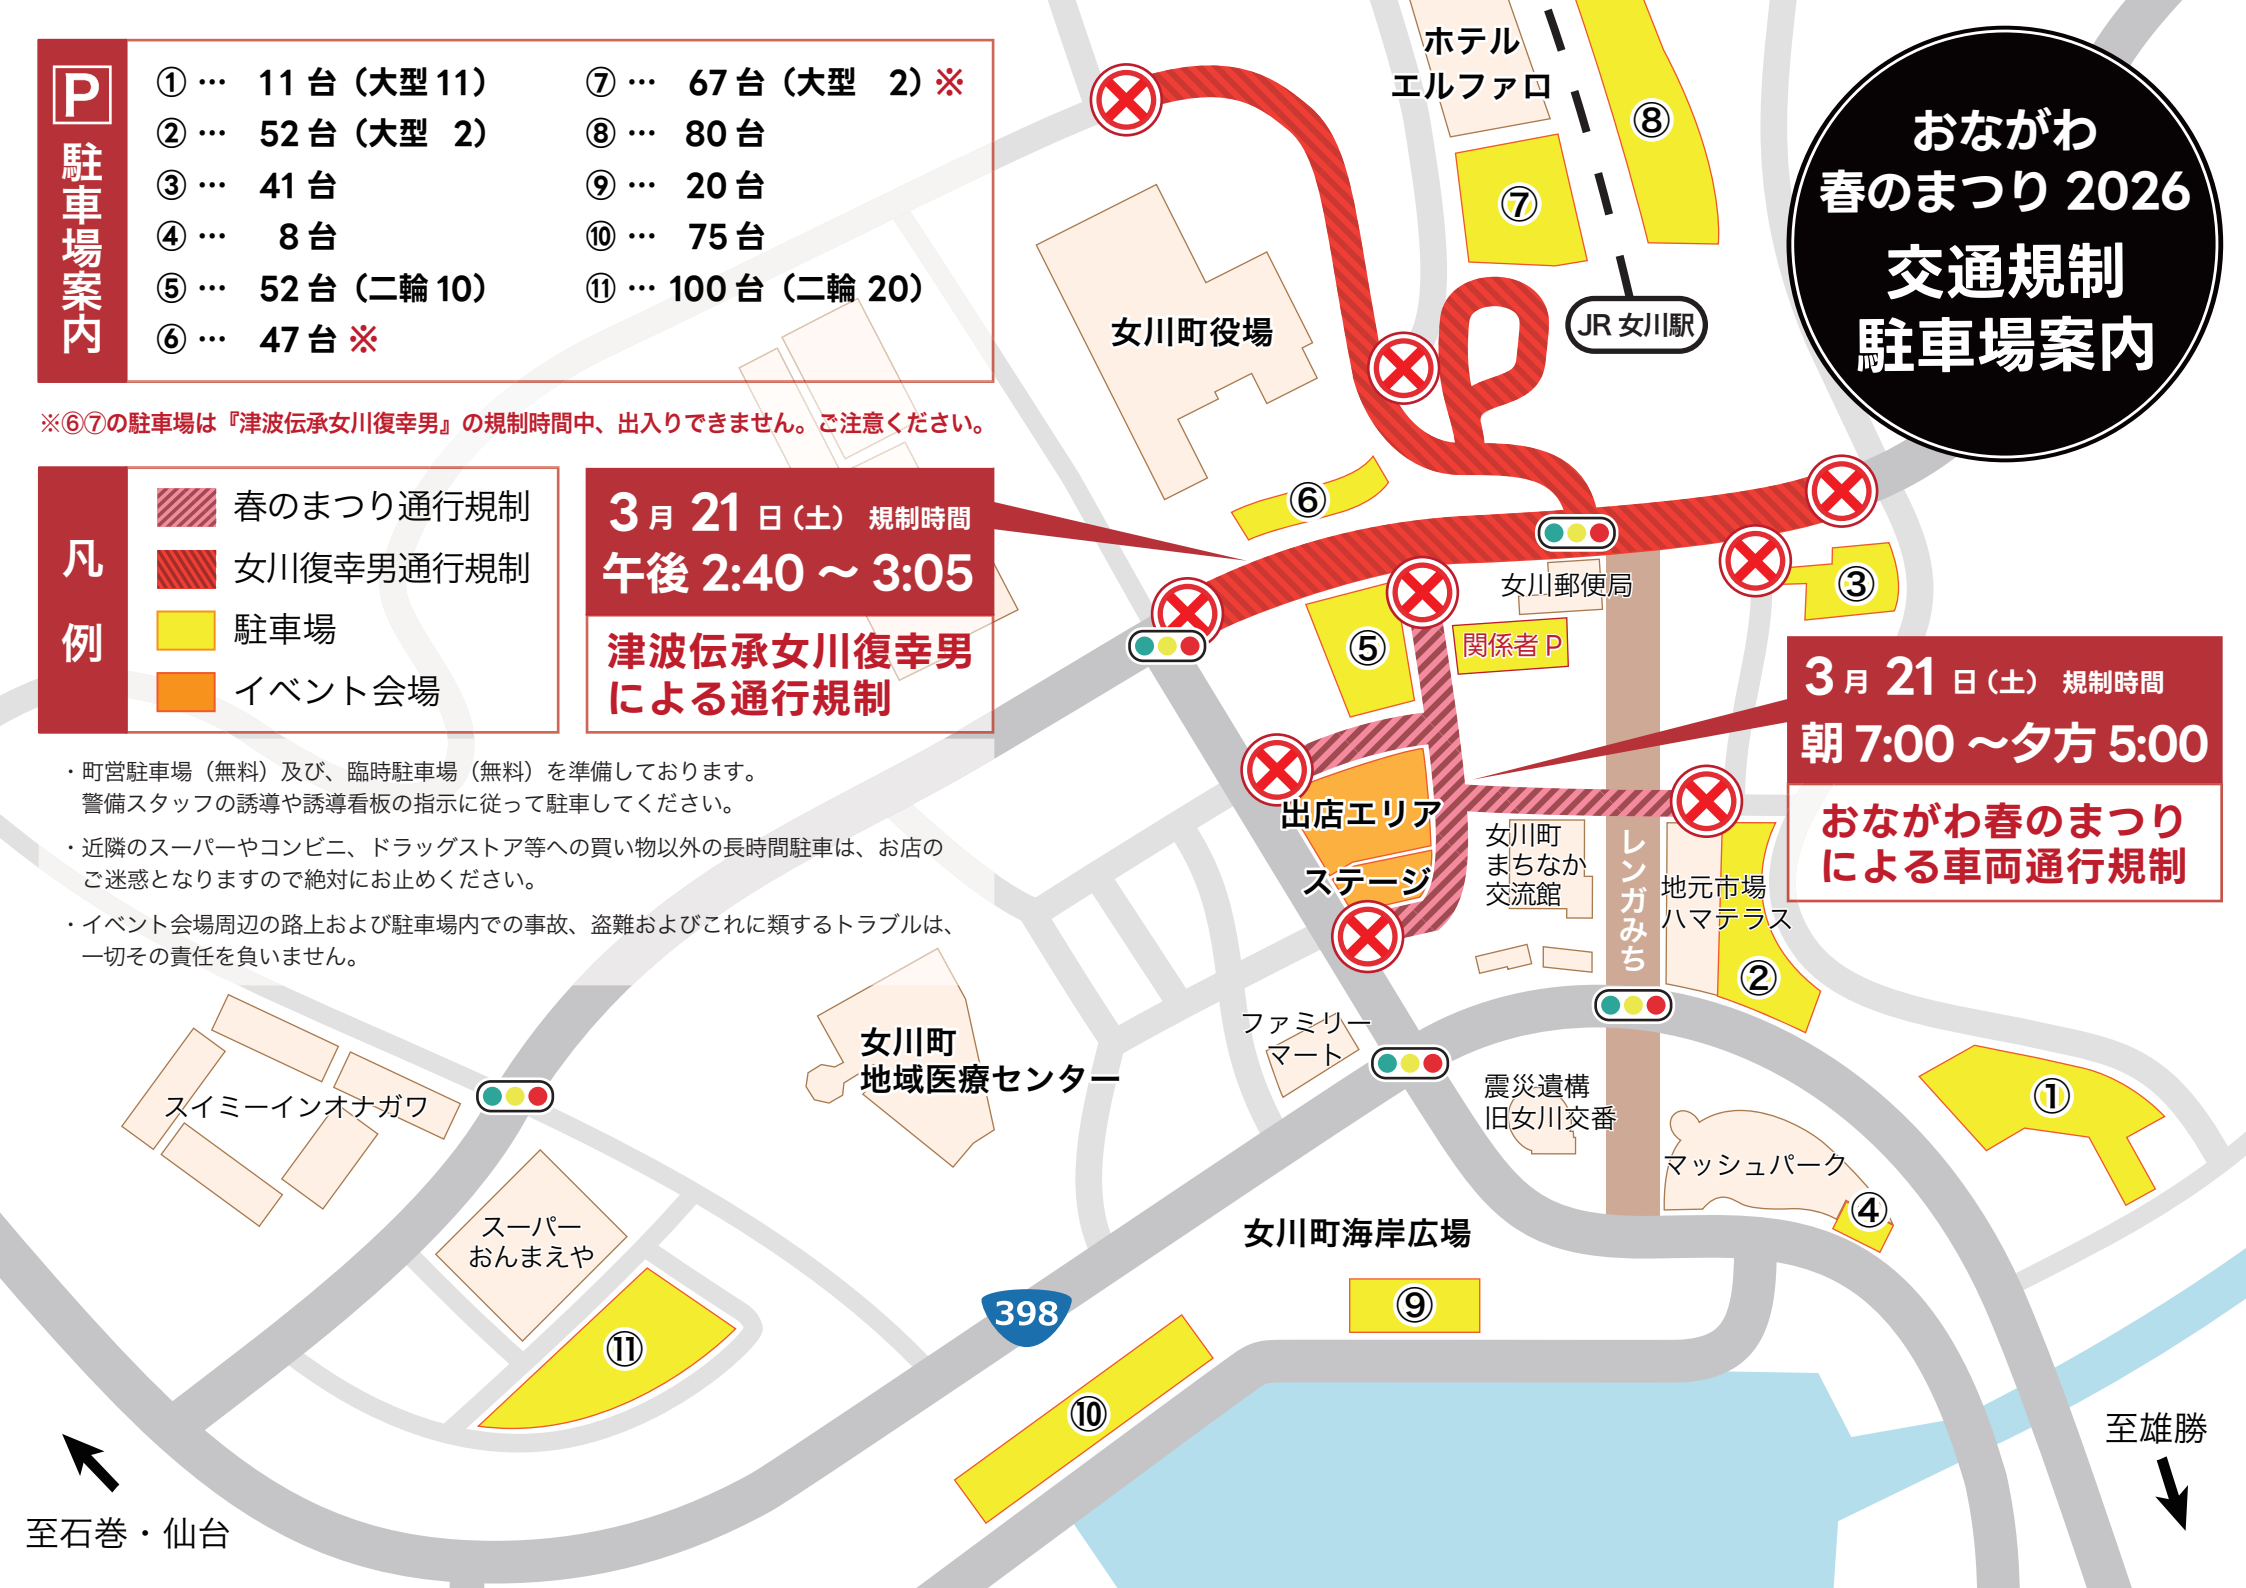 P
駐車場案内
① … 11 台（大型 11）
② … 52 台（大型 2）
③ … 41 台
④ … 8 台
⑤ … 52 台（二輪 10）
⑥ … 47 台 ※
⑦ … 67 台（大型 2）※
⑧ … 80 台
⑨ … 20 台
⑩ … 75 台
⑪ … 100 台（二輪 20）
※⑥⑦の駐車場は『津波伝承女川復幸男』の規制時間中、出入りできません。ご注意ください。
凡例
春のまつり通行規制
女川復幸男通行規制
駐車場
イベント会場
3 月 21 日（土） 規制時間
午後 2:40 〜 3:05
津波伝承女川復幸男
による通行規制
・町営駐車場（無料）及び、臨時駐車場（無料）を準備しております。
警備スタッフの誘導や誘導看板の指示に従って駐車してください。
・近隣のスーパーやコンビニ、ドラッグストア等への買い物以外の長時間駐車は、お店の
ご迷惑となりますので絶対にお止めください。
・イベント会場周辺の路上および駐車場内での事故、盗難およびこれに類するトラブルは、
一切その責任を負いません。
おながわ
春のまつり 2026
交通規制
駐車場案内
ホテル
エルファロ
⑧
⑦
JR 女川駅
女川町役場
⑥
女川郵便局
③
⑤
関係者 P
3 月 21 日（土） 規制時間
朝 7:00 〜夕方 5:00
おながわ春のまつり
による車両通行規制
出店エリア
ステージ
女川町
まちなか
交流館
レンガみち
地元市場
ハマテラス
②
ファミリー
マート
女川町
地域医療センター
震災遺構
旧女川交番
①
マッシュパーク
④
スイミーインオナガワ
スーパー
おんまえや
⑪
女川町海岸広場
⑨
398
⑩
至石巻・仙台
至雄勝